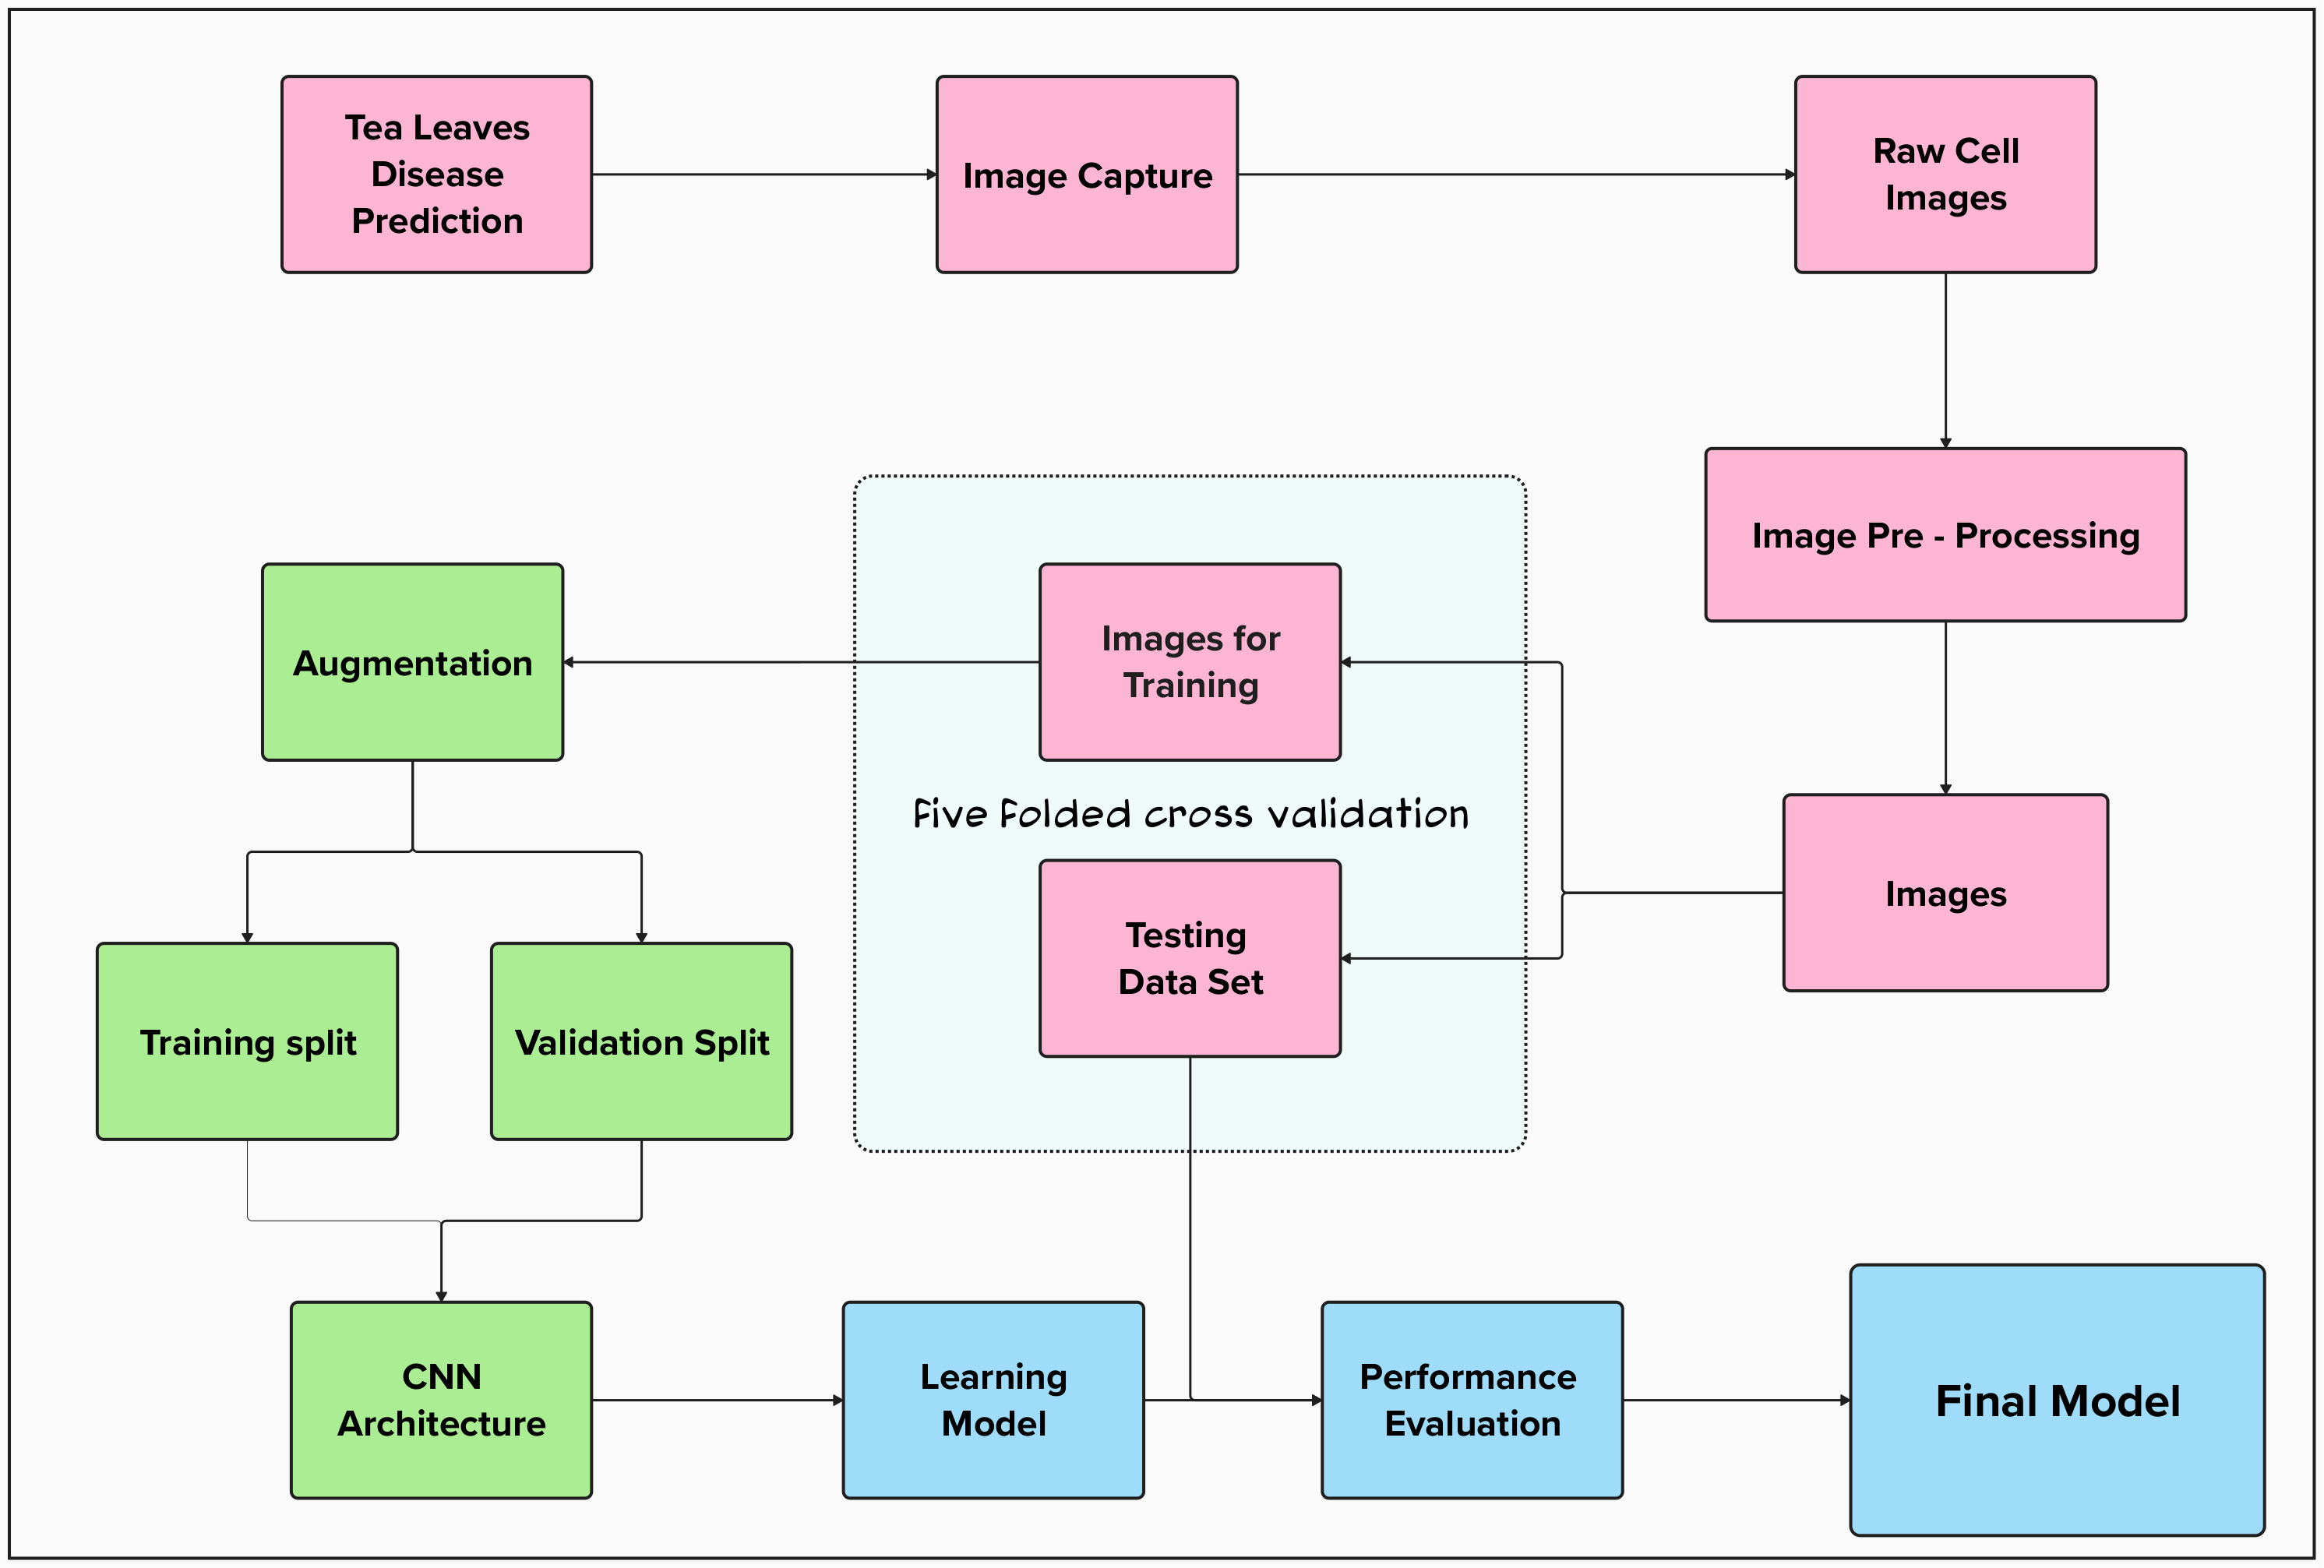 Tea Leaves
Disease
Prediction
Image Capture
Raw Cell
Images
Image Pre - Processing
Augmentation
Images for
Training
Five Folded cross validation
Images
Testing
Data Set
Training split
Validation Split
CNN
Architecture
Learning
Model
Performance
Evaluation
Final Model